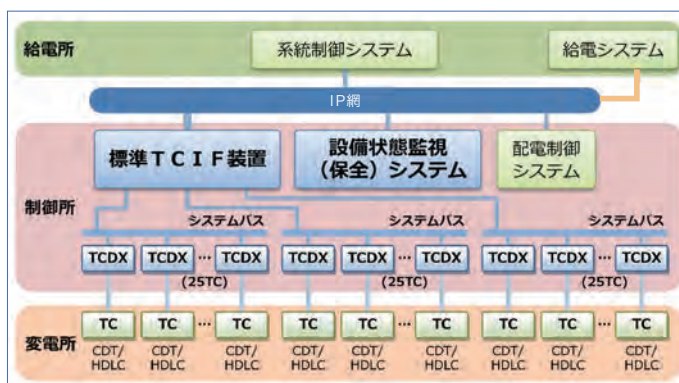 給電所
系統制御システム
給電システム
IP網
制御所
標準TCIF装置
設備状態監視
(保全)システム
配電制御
システム
システムバス
システムバス
システムバス
TCDX TCDX … TCDX TCDX TCDX … TCDX TCDX TCDX … TCDX
(25TC) (25TC) (25TC)
変電所
TC TC … TC TC TC … TC TC TC … TC
CDT/ CDT/ CDT/ CDT/ CDT/ CDT/ CDT/ CDT/ CDT/
HDLC HDLC HDLC HDLC HDLC HDLC HDLC HDLC HDLC